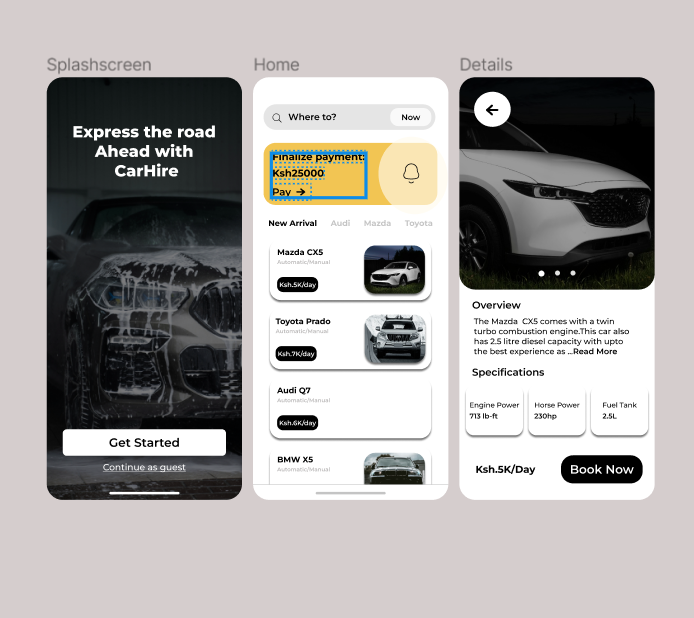 Splashscreen
Express the road
Ahead with
CarHire
Get Started
Continue as guest
Home
Where to?
Now
Finalize payment:
Ksh25000
Pay →
New Arrival Audi Mazda Toyota
Mazda CX5
Automatic/Manual
Ksh.5K/day
Toyota Prado
Automatic/Manual
Ksh.7K/day
Audi Q7
Automatic/Manual
Ksh.6K/day
BMW X5
Automatic/Manual
Details
Overview
The Mazda CX5 comes with a twin
turbo combustion engine.This car also
has 2.5 litre diesel capacity with upto
the best experience as ...Read More
Specifications
Engine Power
713 lb-ft
Horse Power
230hp
Fuel Tank
2.5L
Ksh.5K/Day
Book Now